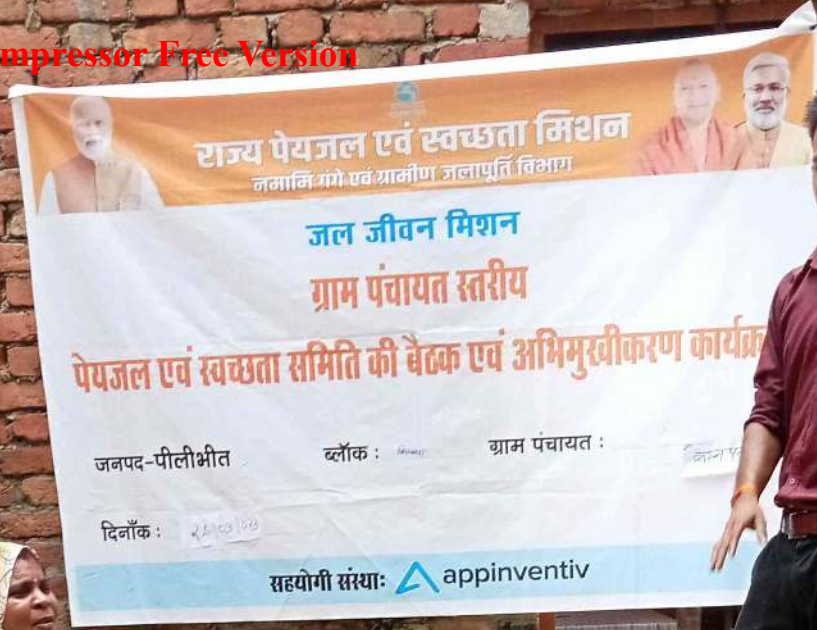 mpressor Free Version
राज्य पेयजल एवं स्वच्छता मिशन
नमामि गंगे एवं ग्रामीण जलापूर्ति विभाग
जल जीवन मिशन
ग्राम पंचायत स्तरीय
पेयजल एवं स्वच्छता समिति की बैठक एवं अभिमुखीकरण कार्यक्र
जनपद-पीलीभीत ब्लॉक : ग्राम पंचायत :
दिनाँक :
सहयोगी संस्थाः appinventiv